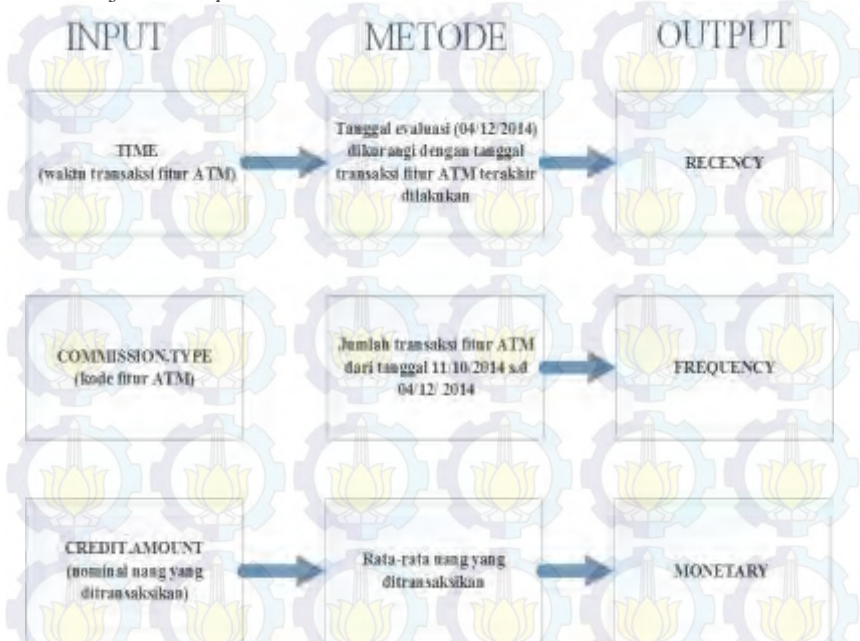 INPUT
METODE
OUTPUT
TIME
(waktu transaksi fitur ATM)
Tanggal evaluasi (04/12/2014)
dikurangi dengan tanggal
transaksi fitur ATM terakhir
dilakukan
RECENCY
COMMISSION.TYPE
(kode fitur ATM)
Jumlah transaksi fitur ATM
dari tanggal 11/10/2014 s.d
04/12/ 2014
FREQUENCY
CREDIT.AMOUNT
(nominal uang yang
ditransaksikan)
Rata-rata uang yang
ditransaksikan
MONETARY